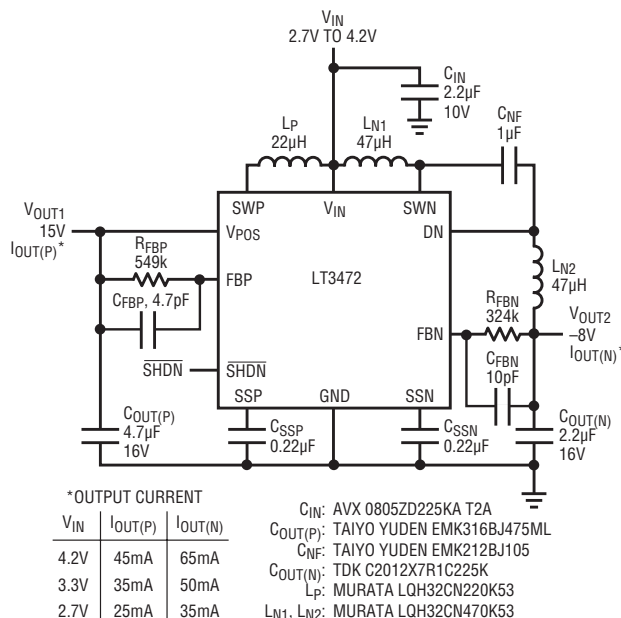 VIN
2.7V TO 4.2V
CIN
2.2µF
10V
CNF
1µF
LP
22µH
LN1
47µH
SWP
VIN
SWN
VOUT1
15V
IOUT(P)*
VPOS
DN
RFBP
549k
FBP
LT3472
LN2
47µH
CFBP, 4.7pF
RFBN
324k
FBN
VOUT2
–8V
IOUT(N)*
CFBN
10pF
SHDN
SHDN
SSP
GND
SSN
COUT(P)
4.7µF
16V
CSSP
0.22µF
CSSN
0.22µF
COUT(N)
2.2µF
16V
*OUTPUT CURRENT
VIN IOUT(P) IOUT(N)
4.2V 45mA 65mA
3.3V 35mA 50mA
2.7V 25mA 35mA
CIN: AVX 0805ZD225KA T2A
COUT(P): TAIYO YUDEN EMK316BJ475ML
CNF: TAIYO YUDEN EMK212BJ105
COUT(N): TDK C2012X7R1C225K
LP: MURATA LQH32CN220K53
LN1, LN2: MURATA LQH32CN470K53